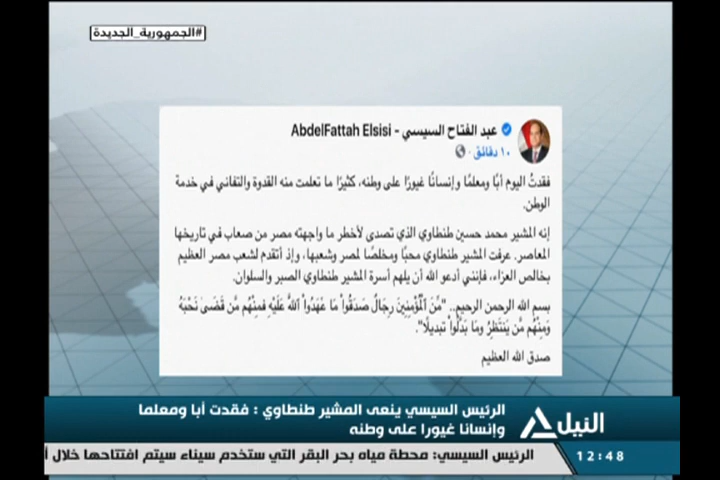 #الجمهورية_الجديدة
عبد الفتاح السيسي - AbdelFattah Elsisi
١٠ دقائق ·
فقدتُ اليوم أبًا ومعلمًا وإنسانًا غيورًا على وطنه، كثيرًا ما تعلمت منه القدوة والتفاني في خدمة
الوطن.
إنه المشير محمد حسين طنطاوي الذي تصدى لأخطر ما واجهته مصر من صعاب في تاريخها
المعاصر. عرفت المشير طنطاوي محبًا ومخلصًا لمصر وشعبها، وإذ أتقدم لشعب مصر العظيم
بخالص العزاء، فإنني أدعو الله أن يلهم أسرة المشير طنطاوي الصبر والسلوان.
بسم الله الرحمن الرحيم.. "مِّنَ ٱلْمُؤْمِنِينَ رِجَالٌ صَدَقُوا۟ مَا عَٰهَدُوا۟ ٱللَّهَ عَلَيْهِ فَمِنْهُم مَّن قَضَىٰ نَحْبَهُ
وَمِنْهُم مَّن يَنتَظِرُ وَمَا بَدَّلُوا۟ تَبْدِيلًا".
صدق الله العظيم
الرئيس السيسي ينعى المشير طنطاوي : فقدت أبا ومعلما
وإنسانا غيورا على وطنه
النيل
الرئيس السيسي: محطة مياه بحر البقر التي ستخدم سيناء سيتم افتتاحها خلال أ
12:48